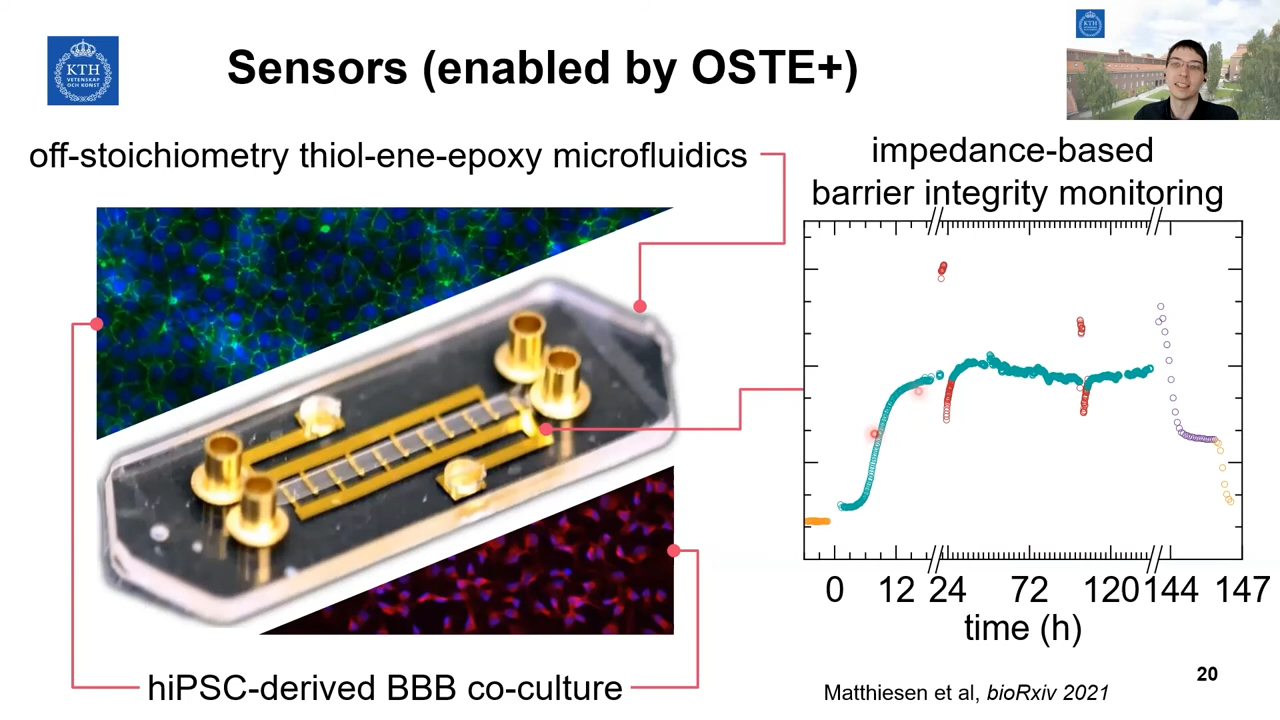 KTH
VETENSKAP
OCH KONST
Sensors (enabled by OSTE+)
KTH
off-stoichiometry thiol-ene-epoxy microfluidics
impedance-based
barrier integrity monitoring
0 12 24 72 120 144 147
time (h)
hiPSC-derived BBB co-culture
Matthiesen et al, bioRxiv 2021
20